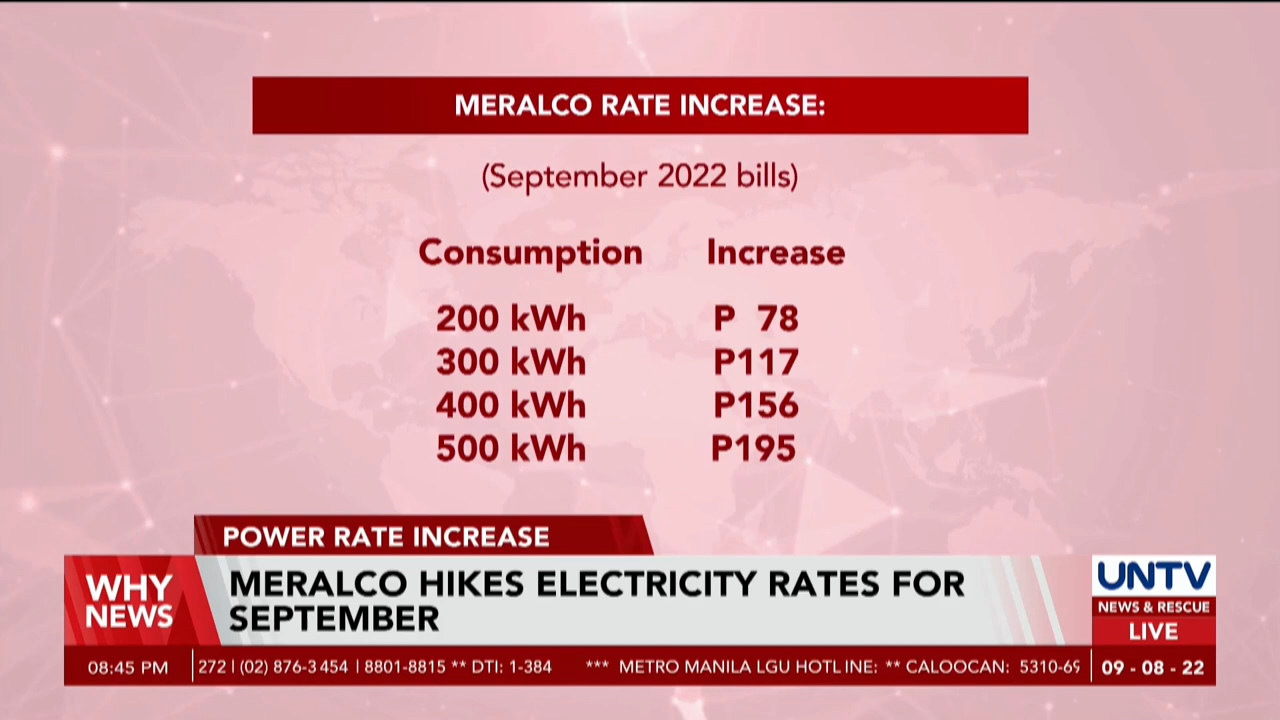 MERALCO RATE INCREASE:
(September 2022 bills)
Consumption Increase
200 kWh P 78
300 kWh P117
400 kWh P156
500 kWh P195
POWER RATE INCREASE
WHY NEWS
MERALCO HIKES ELECTRICITY RATES FOR
SEPTEMBER
UNTV
NEWS & RESCUE
LIVE
08:45 PM
272 | (02) 876-3454 | 8801-8815 ** DTI: 1-384 *** METRO MANILA LGU HOTLINE: ** CALOOCAN: 5310-69
09 - 08 - 22